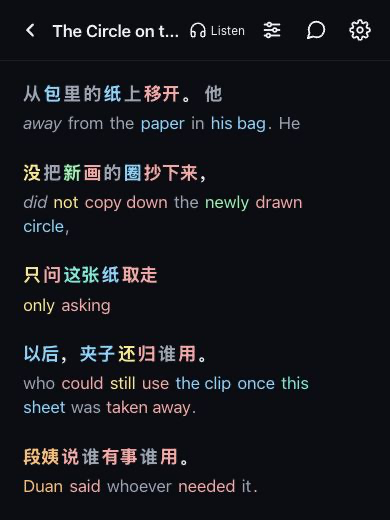 The Circle on t... Listen
从包里的纸上移开。他
away from the paper in his bag. He
没把新画的圈抄下来，
did not copy down the newly drawn
circle,
只问这张纸取走
only asking
以后，夹子还归谁用。
who could still use the clip once this
sheet was taken away.
段姨说谁有事谁用。
Duan said whoever needed it.